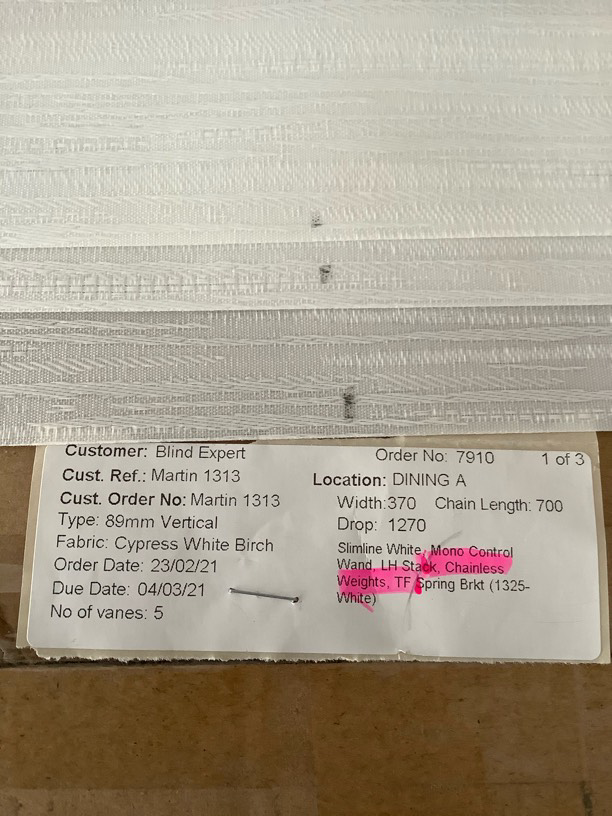 Customer: Blind Expert
Order No: 7910 1 of 3
Cust. Ref.: Martin 1313
Location: DINING A
Cust. Order No: Martin 1313
Width:370 Chain Length: 700
Type: 89mm Vertical
Drop: 1270
Fabric: Cypress White Birch
Order Date: 23/02/21
Due Date: 04/03/21
No of vanes: 5
Slimline White, Mono Control
Wand, LH Stack, Chainless
Weights, TF Spring Brkt (1325-
White)